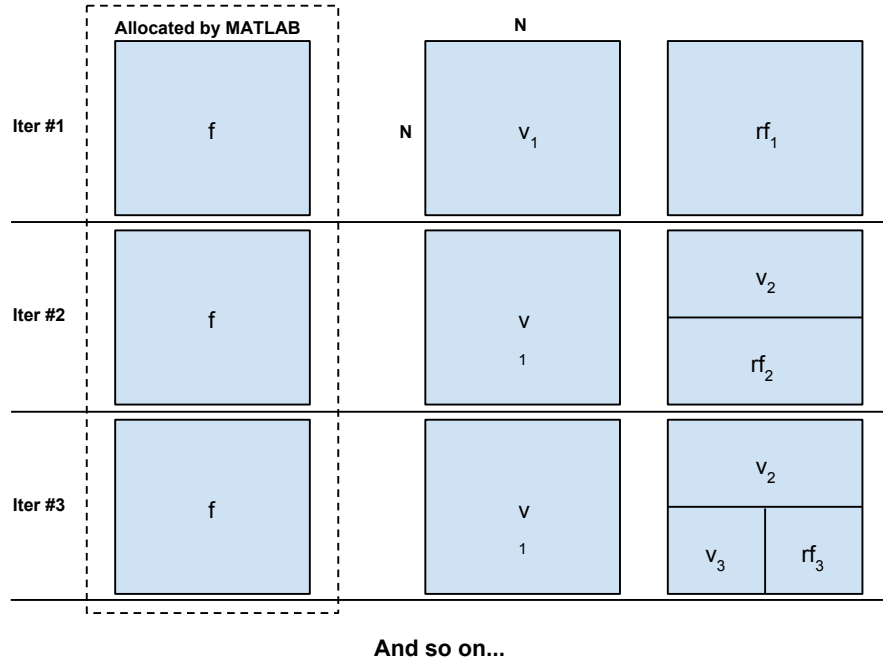 Allocated by MATLAB
N
Iter #1
f
N
v1
rf1
Iter #2
f
v
1
v2
rf2
Iter #3
f
v
1
v2
v3
rf3
And so on...